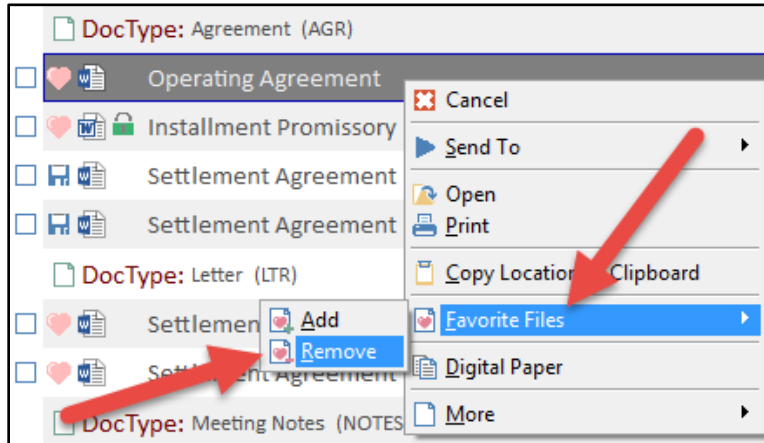 DocType: Agreement (AGR)
Operating Agreement
Installment Promissory
Settlement Agreement
Settlement Agreement
DocType: Letter (LTR)
Settlemen
Settlement Agreement
DocType: Meeting Notes (NOTES
Cancel
Send To
Open
Print
Copy Location Clipboard
Favorite Files
Digital Paper
More
Add
Remove